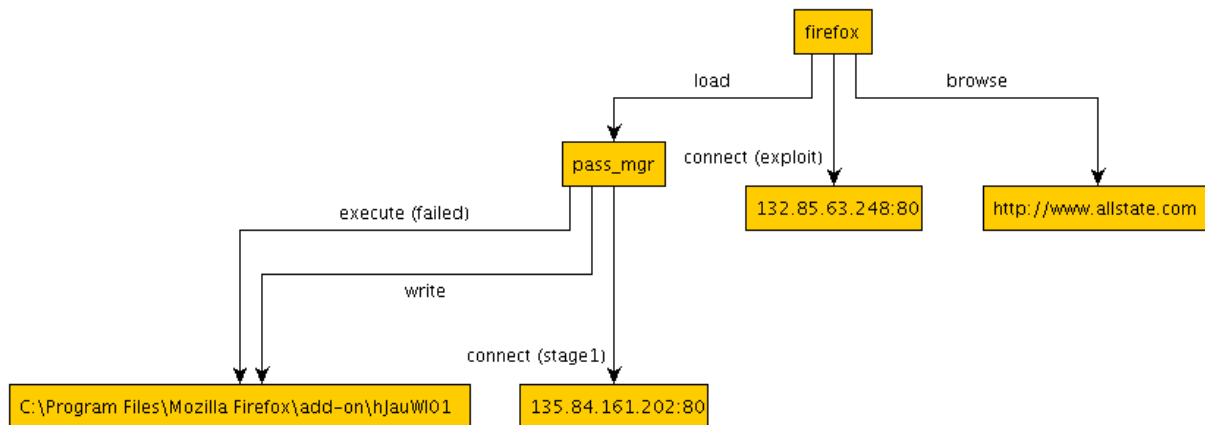 firefox
load
browse
pass_mgr
connect (exploit)
132.85.63.248:80
http://www.allstate.com
execute (failed)
write
connect (stage1)
C:\Program Files\Mozilla Firefox\add-on\hJauWl01
135.84.161.202:80